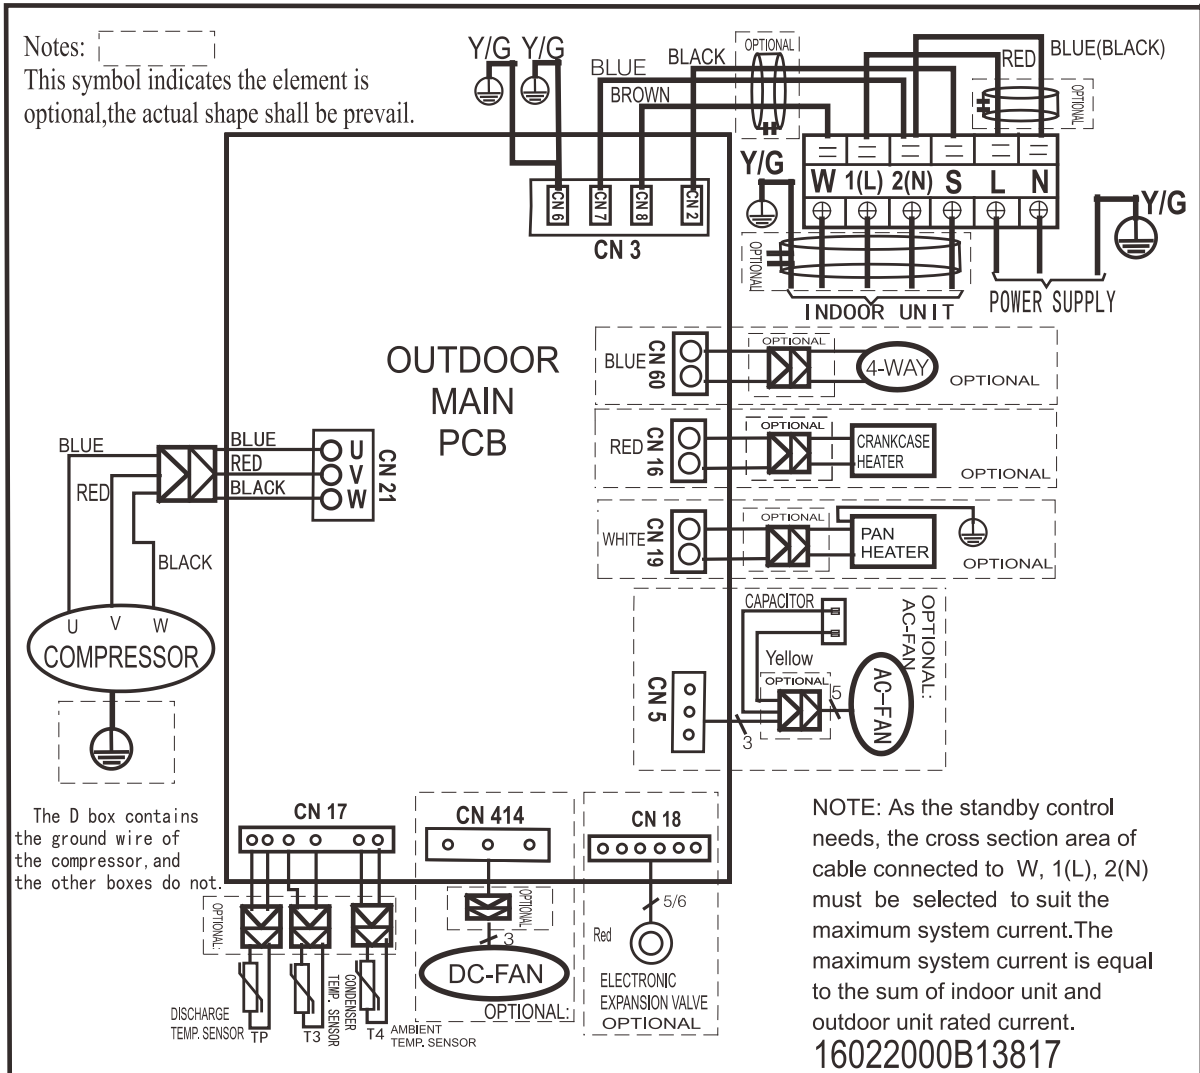 Notes:
This symbol indicates the element is
optional,the actual shape shall be prevail.
Y/G Y/G
BLUE
BLACK
BROWN
OPTIONAL
RED
BLUE(BLACK)
OPTIONAL
CN 6
CN 7
CN 8
CN 2
CN 3
Y/G
W 1(L) 2(N) S L N
Y/G
OPTIONAL
INDOOR UNIT
POWER SUPPLY
OUTDOOR
MAIN
PCB
BLUE
CN 60
OPTIONAL
4-WAY
OPTIONAL
RED
CN 16
OPTIONAL
CRANKCASE
HEATER
OPTIONAL
WHITE
CN 19
OPTIONAL
PAN
HEATER
OPTIONAL
BLUE
RED
BLACK
BLUE
RED
BLACK
U
V
W
CN 21
U V W
COMPRESSOR
The D box contains
the ground wire of
the compressor,and
the other boxes do not.
CAPACITOR
OPTIONAL:
AC-FAN
Yellow
OPTIONAL
CN 5
3
5
AC-FAN
CN 17
OPTIONAL:
DISCHARGE
TEMP. SENSOR
TP
T3
CONDENSER
TEMP. SENSOR
T4
AMBIENT
TEMP. SENSOR
CN 414
OPTIONAL
3
DC-FAN
OPTIONAL:
CN 18
5/6
Red
ELECTRONIC
EXPANSION VALVE
OPTIONAL
NOTE: As the standby control
needs, the cross section area of
cable connected to W, 1(L), 2(N)
must be selected to suit the
maximum system current.The
maximum system current is equal
to the sum of indoor unit and
outdoor unit rated current.
16022000B13817